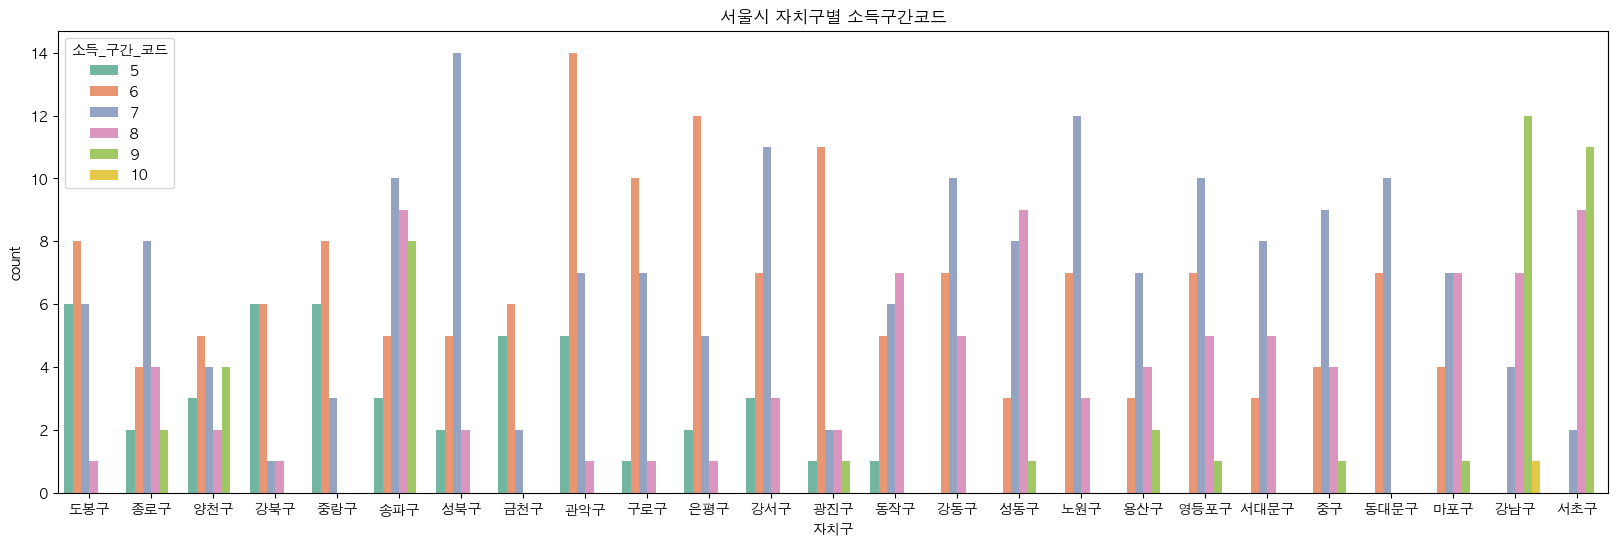 서울시 자치구별 소득구간코드
소득_구간_코드
5
6
7
8
9
10
14
12
10
8
6
4
2
0
count
도봉구 종로구 양천구 강북구 중랑구 송파구 성북구 금천구 관악구 구로구 은평구 강서구 광진구 동작구 강동구 성동구 노원구 용산구 영등포구 서대문구 중구 동대문구 마포구 강남구 서초구
자치구